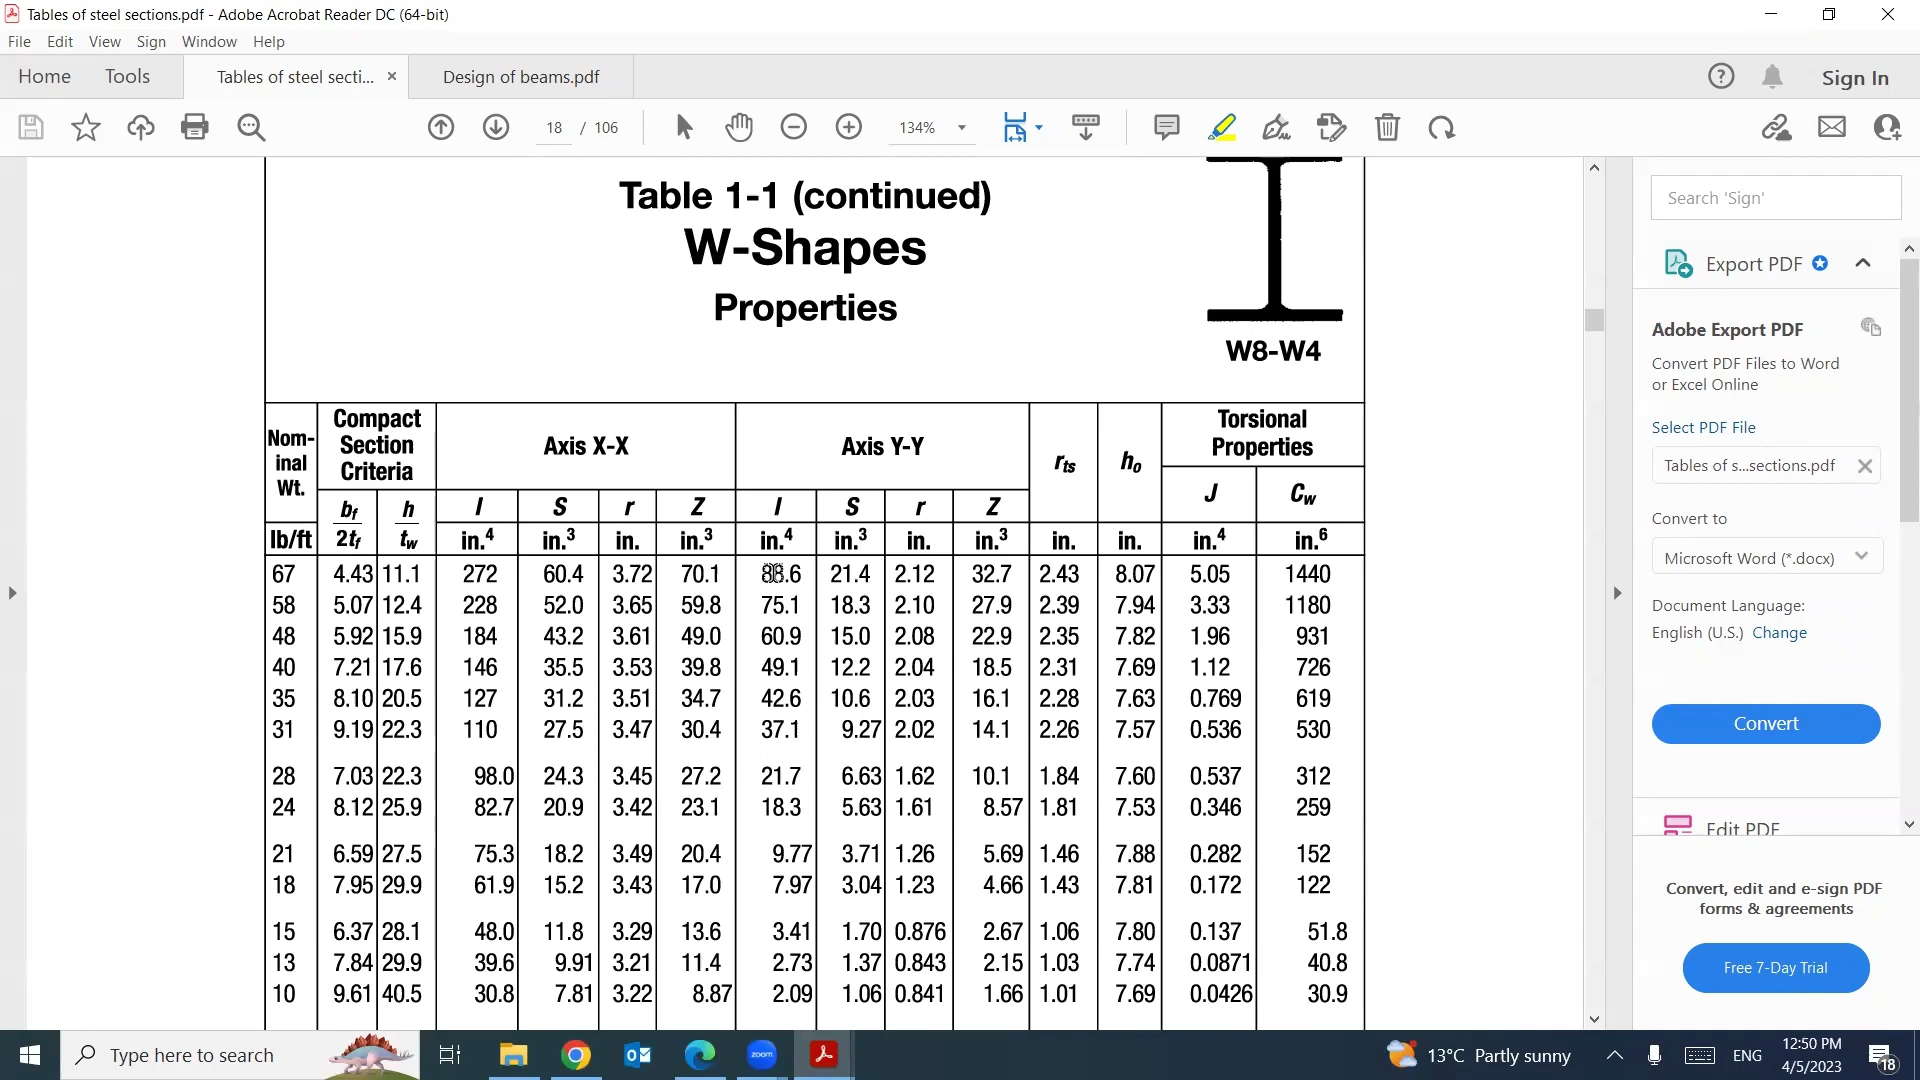 Tables of steel sections.pdf - Adobe Acrobat Reader DC (64-bit)
File Edit View Sign Window Help
Home Tools Tables of steel secti... × Design of beams.pdf Sign In
18 / 106 134%
Table 1-1 (continued)
W-Shapes
Properties
W8-W4
Nom-inal Wt. Compact Section Criteria Axis X-X Axis Y-Y rts ho Torsional Properties
J Cw
bf/2tf h/tw I S r Z I S r Z
lb/ft in.4 in.3 in. in.3 in.4 in.3 in. in.3 in. in. in.4 in.6
67 4.43 11.1 272 60.4 3.72 70.1 88.6 21.4 2.12 32.7 2.43 8.07 5.05 1440
58 5.07 12.4 228 52.0 3.65 59.8 75.1 18.3 2.10 27.9 2.39 7.94 3.33 1180
48 5.92 15.9 184 43.2 3.61 49.0 60.9 15.0 2.08 22.9 2.35 7.82 1.96 931
40 7.21 17.6 146 35.5 3.53 39.8 49.1 12.2 2.04 18.5 2.31 7.69 1.12 726
35 8.10 20.5 127 31.2 3.51 34.7 42.6 10.6 2.03 16.1 2.28 7.63 0.769 619
31 9.19 22.3 110 27.5 3.47 30.4 37.1 9.27 2.02 14.1 2.26 7.57 0.536 530
28 7.03 22.3 98.0 24.3 3.45 27.2 21.7 6.63 1.62 10.1 1.84 7.60 0.537 312
24 8.12 25.9 82.7 20.9 3.42 23.1 18.3 5.63 1.61 8.57 1.81 7.53 0.346 259
21 6.59 27.5 75.3 18.2 3.49 20.4 9.77 3.71 1.26 5.69 1.46 7.88 0.282 152
18 7.95 29.9 61.9 15.2 3.43 17.0 7.97 3.04 1.23 4.66 1.43 7.81 0.172 122
15 6.37 28.1 48.0 11.8 3.29 13.6 3.41 1.70 0.876 2.67 1.06 7.80 0.137 51.8
13 7.84 29.9 39.6 9.91 3.21 11.4 2.73 1.37 0.843 2.15 1.03 7.74 0.0871 40.8
10 9.61 40.5 30.8 7.81 3.22 8.87 2.09 1.06 0.841 1.66 1.01 7.69 0.0426 30.9
Search 'Sign'
Export PDF
Adobe Export PDF
Convert PDF Files to Word
or Excel Online
Select PDF File
Tables of s...sections.pdf
Convert to
Microsoft Word (*.docx)
Document Language:
English (U.S.) Change
Convert
Edit PDF
Convert, edit and e-sign PDF
forms & agreements
Free 7-Day Trial
Type here to search
zoom
13°C Partly sunny
ENG
12:50 PM
4/5/2023
18